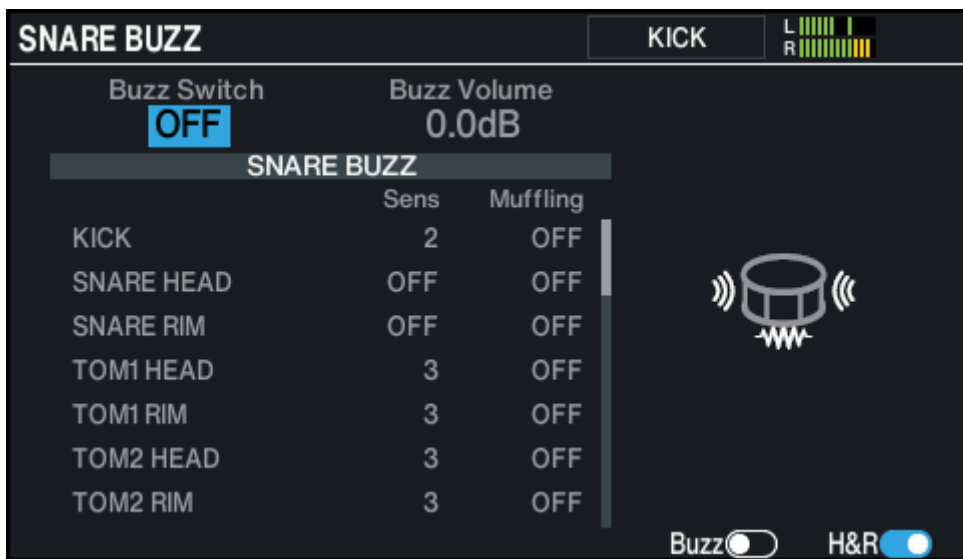 SNARE BUZZ KICK L
R
Buzz Switch Buzz Volume
OFF 0.0dB
SNARE BUZZ
Sens Muffling
KICK 2 OFF
SNARE HEAD OFF OFF
SNARE RIM OFF OFF
TOM1 HEAD 3 OFF
TOM1 RIM 3 OFF
TOM2 HEAD 3 OFF
TOM2 RIM 3 OFF
Buzz H&R